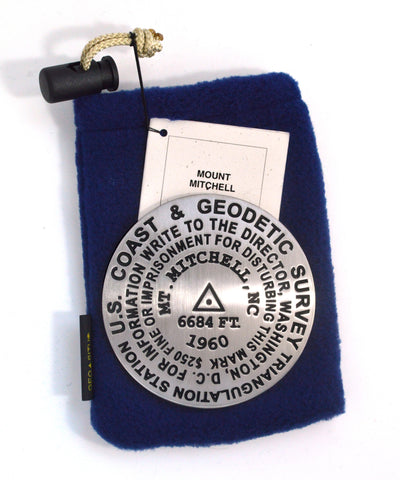 MOUNT
MITCHELL
U.S. COAST & GEODETIC SURVEY TRIANGULATION STATION
FOR INFORMATION WRITE TO THE DIRECTOR, WASHINGTON, D.C.
$250 FINE OR IMPRISONMENT FOR DISTURBING THIS MARK
MT. MITCHELL, NC
6684 FT.
1960